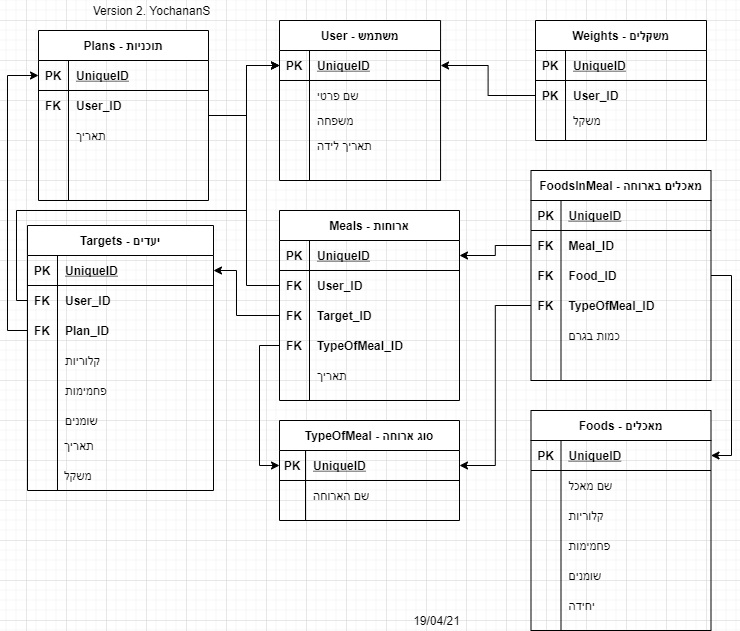 Version 2. YochananS
Plans - תוכניות
PK UniqueID
FK User_ID
תאריך
User - משתמש
PK UniqueID
שם פרטי
משפחה
תאריך לידה
Weights - משקלים
PK UniqueID
PK User_ID
משקל
Targets - יעדים
PK UniqueID
FK User_ID
FK Plan_ID
קלוריות
פחמימות
שומנים
תאריך
משקל
Meals - ארוחות
PK UniqueID
FK User_ID
FK Target_ID
FK TypeOfMeal_ID
תאריך
FoodsInMeal - מאכלים בארוחה
PK UniqueID
FK Meal_ID
FK Food_ID
FK TypeOfMeal_ID
כמות בגרם
TypeOfMeal - סוג ארוחה
PK UniqueID
שם הארוחה
Foods - מאכלים
PK UniqueID
שם מאכל
קלוריות
פחמימות
שומנים
יחידה
19/04/21